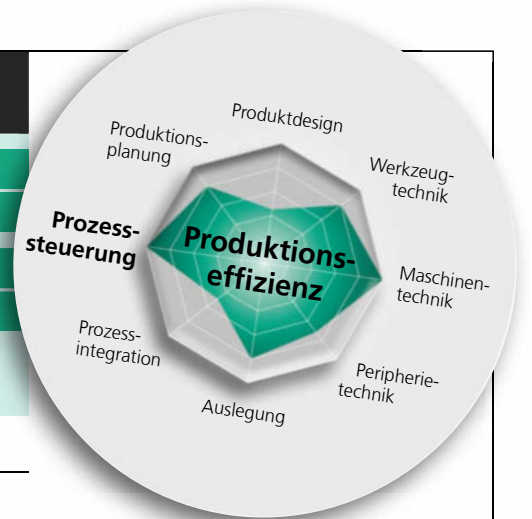 Produktdesign
Werkzeug-
technik
Maschinen-
technik
Peripherie-
technik
Auslegung
Prozess-
integration
Prozess-
steuerung
Produktions-
planung
Produktions-
effizienz